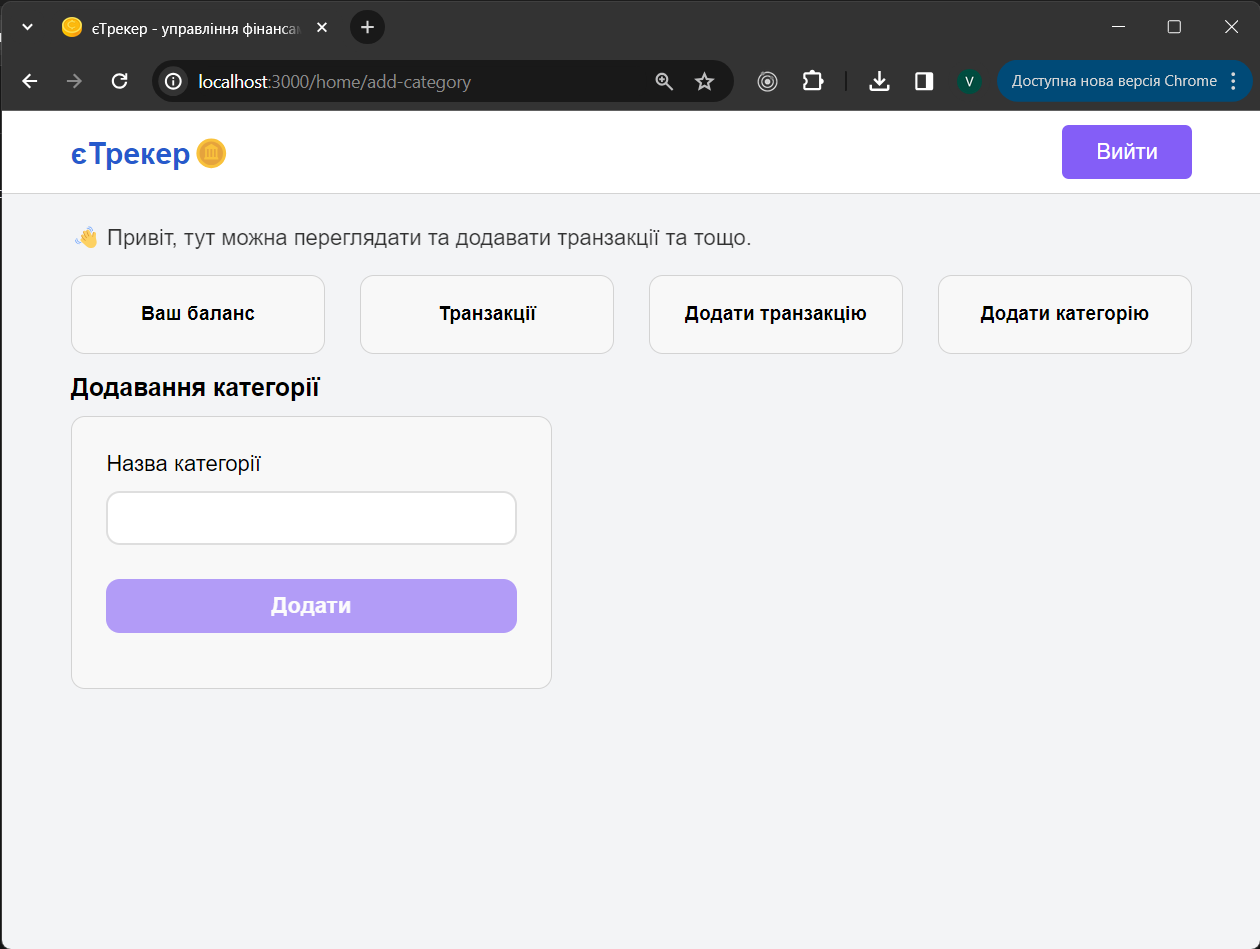 єТрекер - управління фінансам
localhost:3000/home/add-category
V
Доступна нова версія Chrome
єТрекер
Вийти
👋 Привіт, тут можна переглядати та додавати транзакції та тощо.
Ваш баланс
Транзакції
Додати транзакцію
Додати категорію
Додавання категорії
Назва категорії
Додати